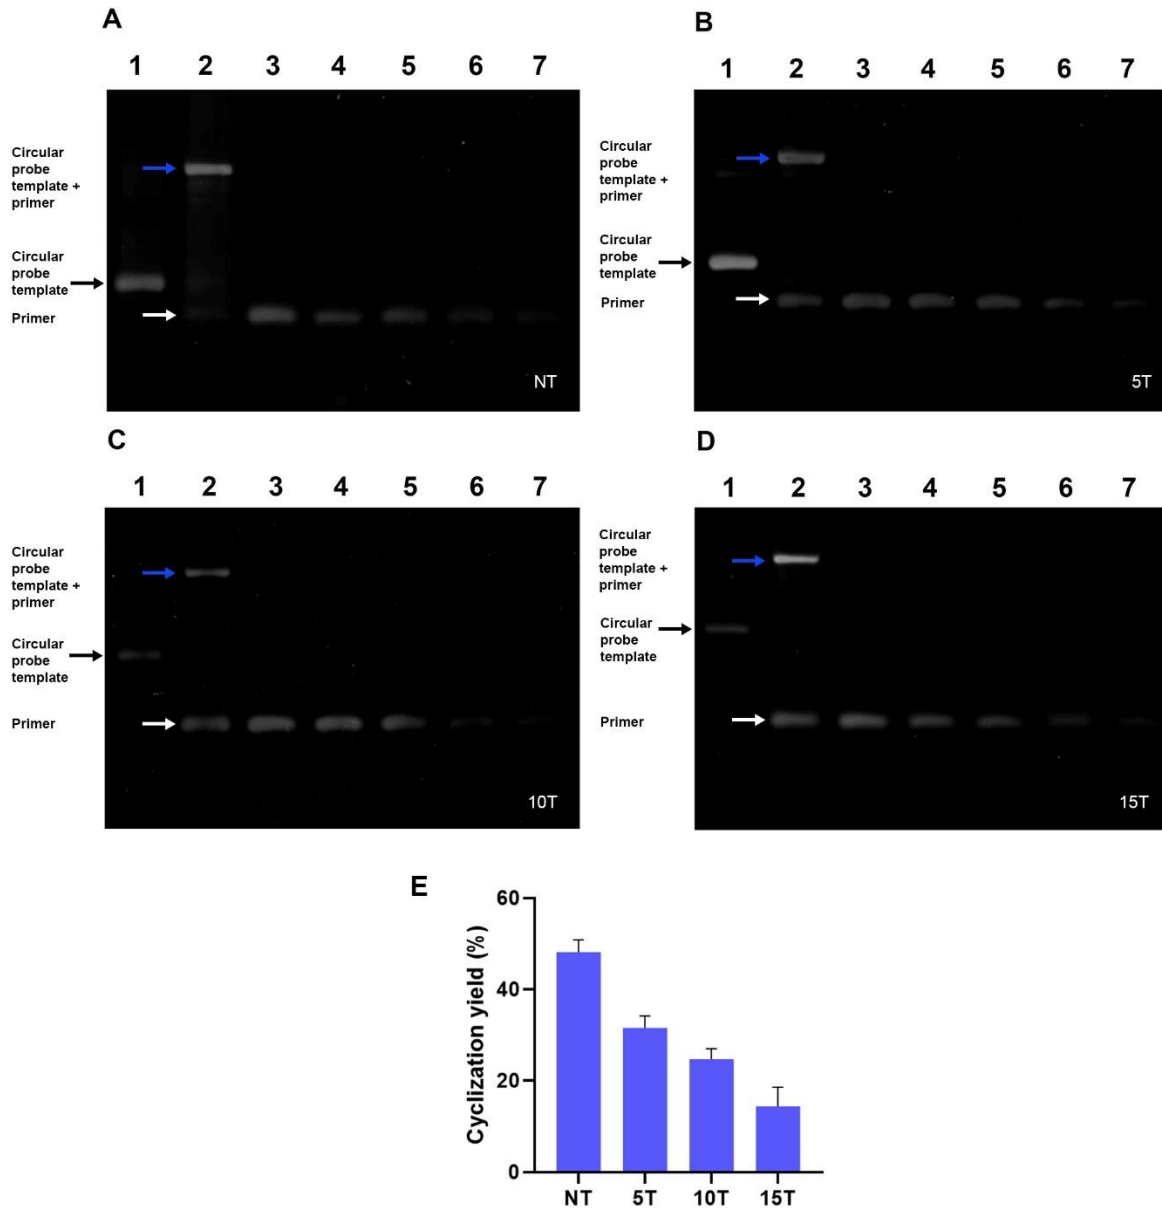 A
1 2 3 4 5 6 7
Circular
probe
template +
primer
Circular
probe
template
Primer
NT
B
1 2 3 4 5 6 7
Circular
probe
template +
primer
Circular
probe
template
Primer
5T
C
1 2 3 4 5 6 7
Circular
probe
template +
primer
Circular
probe
template
Primer
10T
D
1 2 3 4 5 6 7
Circular
probe
template +
primer
Circular
probe
template
Primer
15T
E
Cyclization yield (%)
60
40
20
0
NT 5T 10T 15T